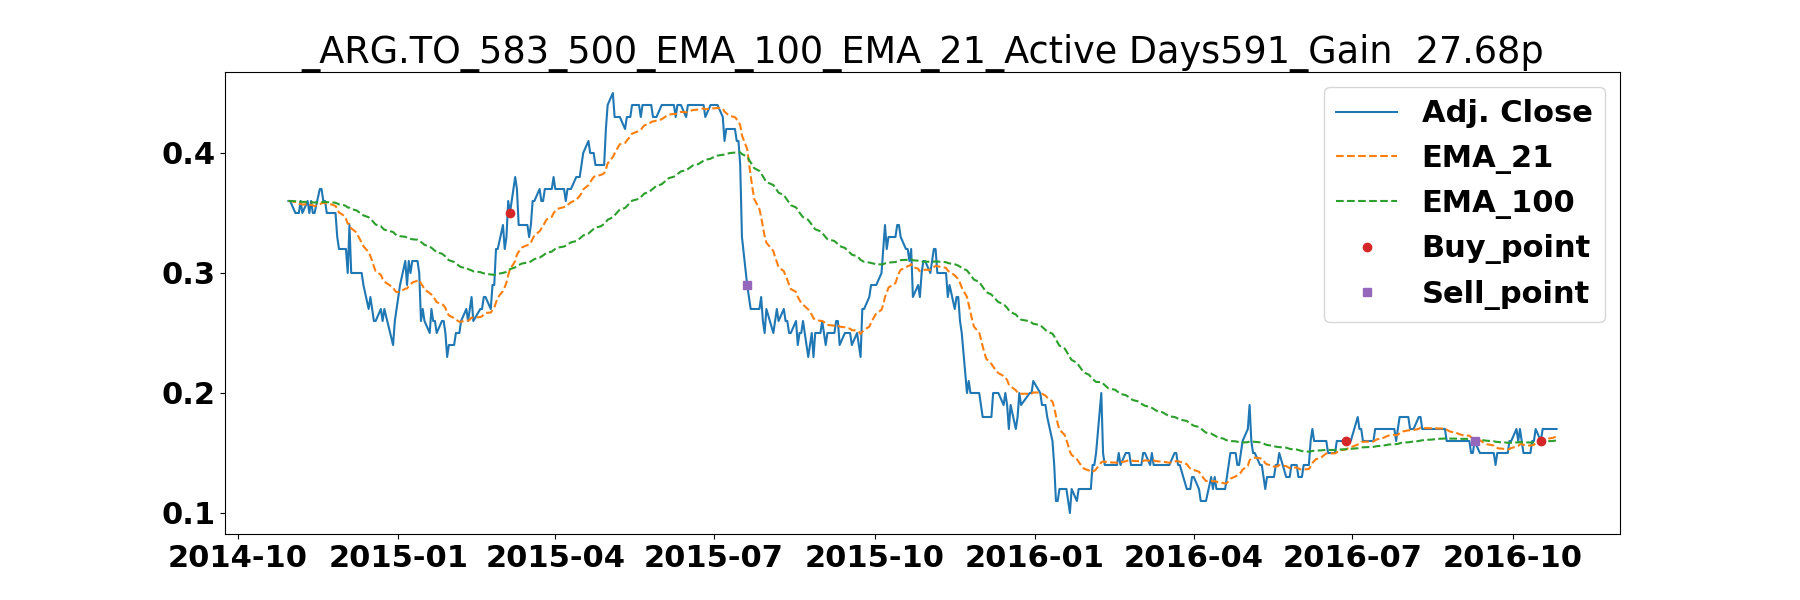 _ARG.TO_583_500_EMA_100_EMA_21_Active Days591_Gain  27.68p
Adj. Close
EMA_21
EMA_100
Buy_point
Sell_point
0.4
0.3
0.2
0.1
2014-10 2015-01 2015-04 2015-07 2015-10 2016-01 2016-04 2016-07 2016-10